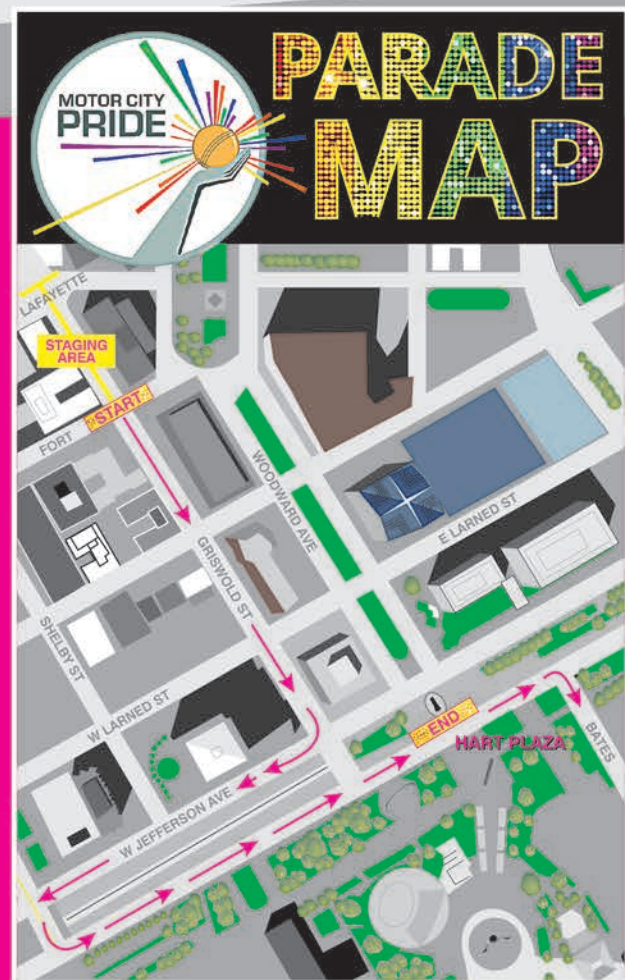 MOTOR CITY
PRIDE
PARADE
MAP
LAFAYETTE
STAGING
AREA
START
FORT
WOODWARD AVE
E LARNED ST
GRISWOLD ST
SHELBY ST
W LARNED ST
END
HART PLAZA
BATES
W JEFFERSON AVE